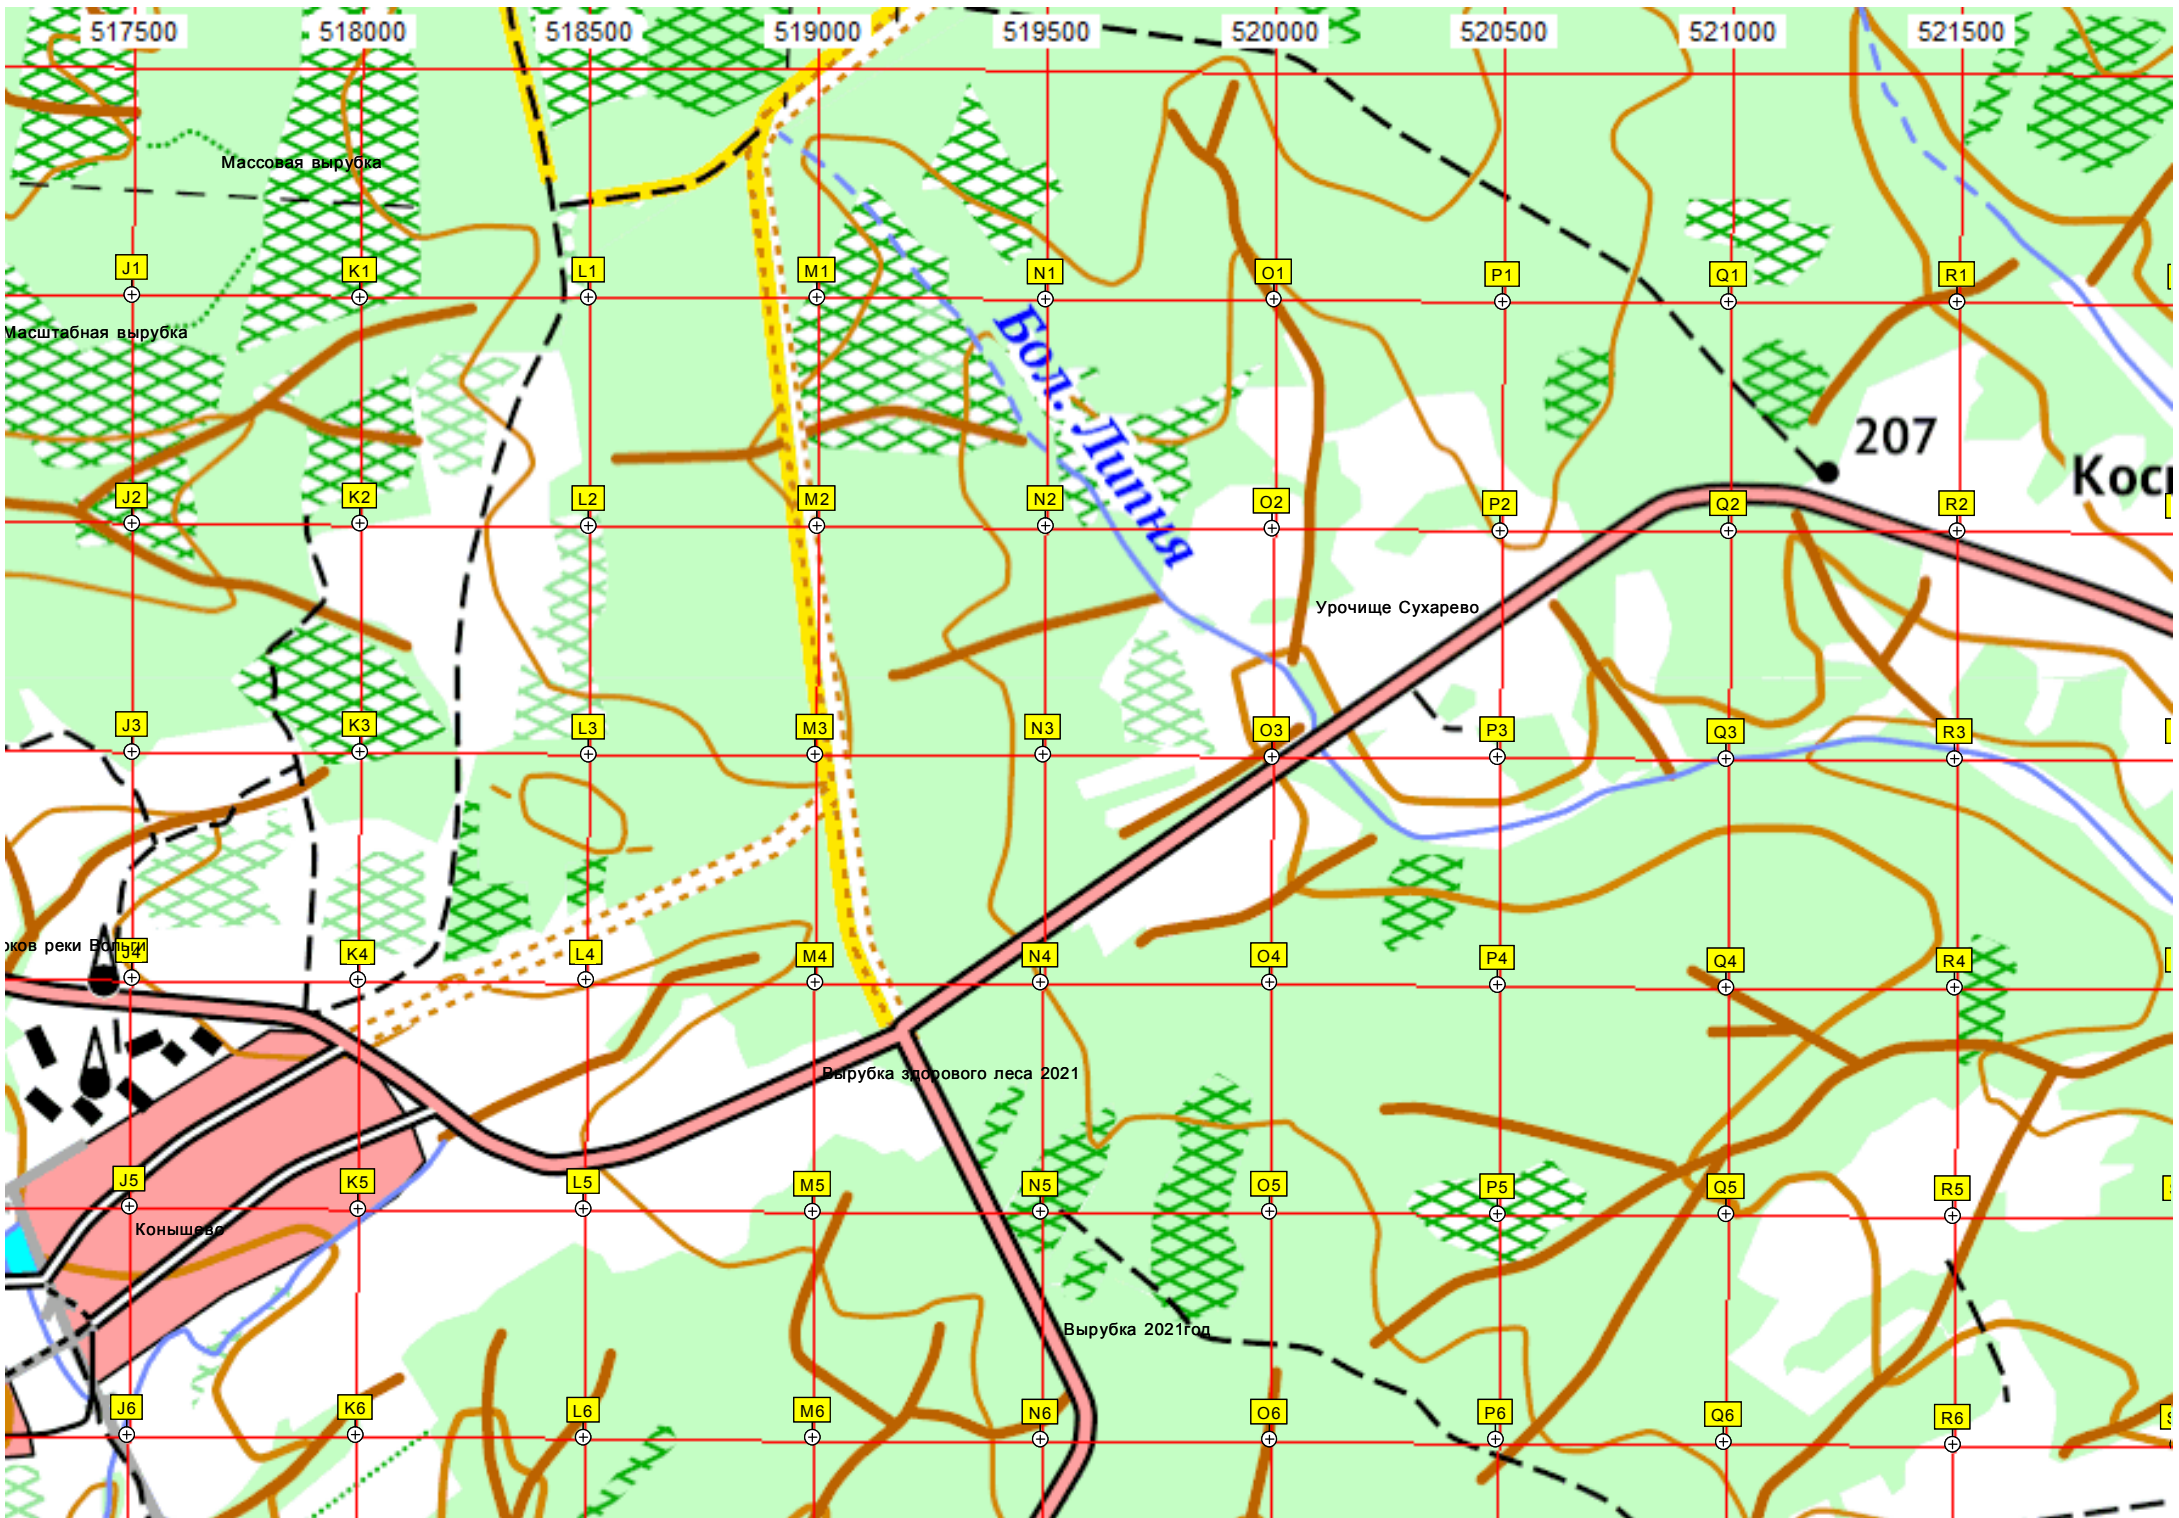 517500 518000 518500 519000 519500 520000 520500 521000 521500
Массовая вырубка
J1 K1 L1 M1 N1 O1 P1 Q1 R1
Масштабная вырубка
Бол. Липня
207
J2 K2 L2 M2 N2 O2 P2 Q2 R2
Урочище Сухарево
J3 K3 L3 M3 N3 O3 P3 Q3 R3
реки Вольги
J4 K4 L4 M4 N4 O4 P4 Q4 R4
Вырубка здорового леса 2021
J5 K5 L5 M5 N5 O5 P5 Q5 R5
Конышево
Вырубка 2021год
J6 K6 L6 M6 N6 O6 P6 Q6 R6